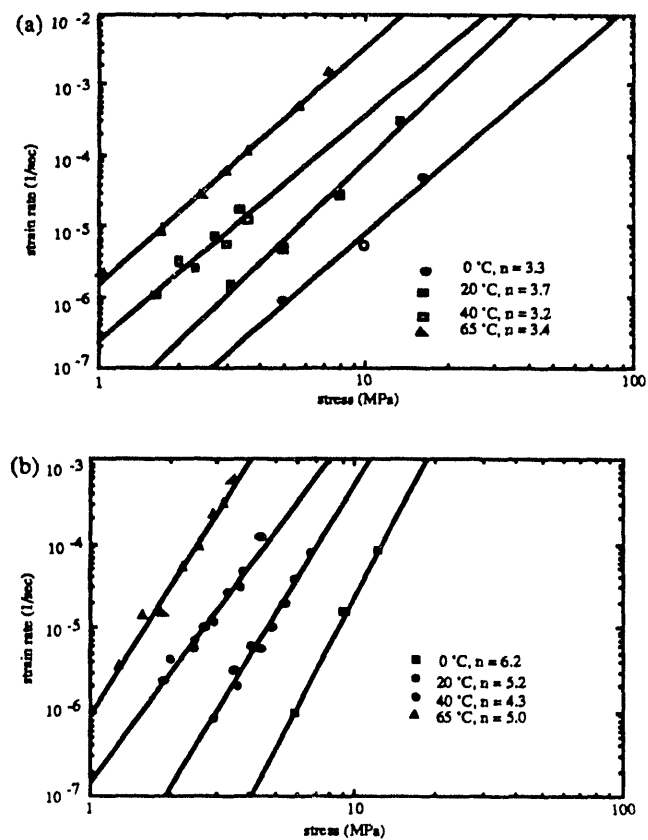 (a)
10 -2
10 -3
10 -4
10 -5
10 -6
10 -7
strain rate (1/sec)
0 °C, n = 3.3
20 °C, n = 3.7
40 °C, n = 3.2
65 °C, n = 3.4
1
10
100
stress (MPa)
(b)
10 -3
10 -4
10 -5
10 -6
10 -7
strain rate (1/sec)
0 °C, n = 6.2
20 °C, n = 5.2
40 °C, n = 4.3
65 °C, n = 5.0
1
10
100
stress (MPa)